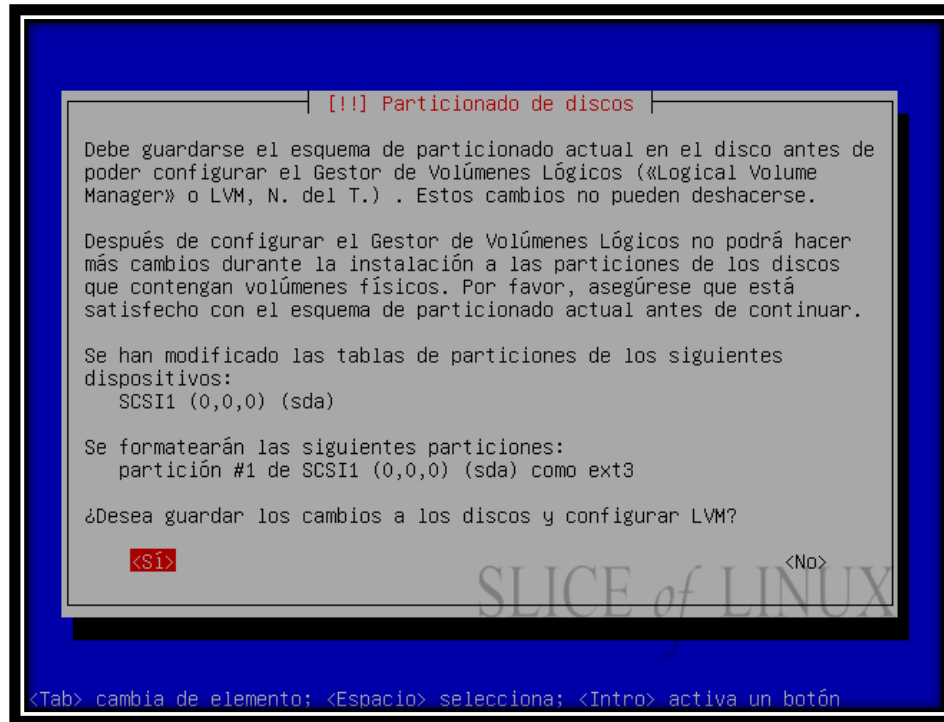 [!!] Particionado de discos
Debe guardarse el esquema de particionado actual en el disco antes de
poder configurar el Gestor de Volúmenes Lógicos («Logical Volume
Manager» o LVM, N. del T.) . Estos cambios no pueden deshacerse.
Después de configurar el Gestor de Volúmenes Lógicos no podrá hacer
más cambios durante la instalación a las particiones de los discos
que contengan volúmenes físicos. Por favor, asegúrese que está
satisfecho con el esquema de particionado actual antes de continuar.
Se han modificado las tablas de particiones de los siguientes
dispositivos:
SCSI1 (0,0,0) (sda)
Se formatearán las siguientes particiones:
partición #1 de SCSI1 (0,0,0) (sda) como ext3
¿Desea guardar los cambios a los discos y configurar LVM?
<Sí> <No>
SLICE of LINUX
<Tab> cambia de elemento; <Espacio> selecciona; <Intro> activa un botón